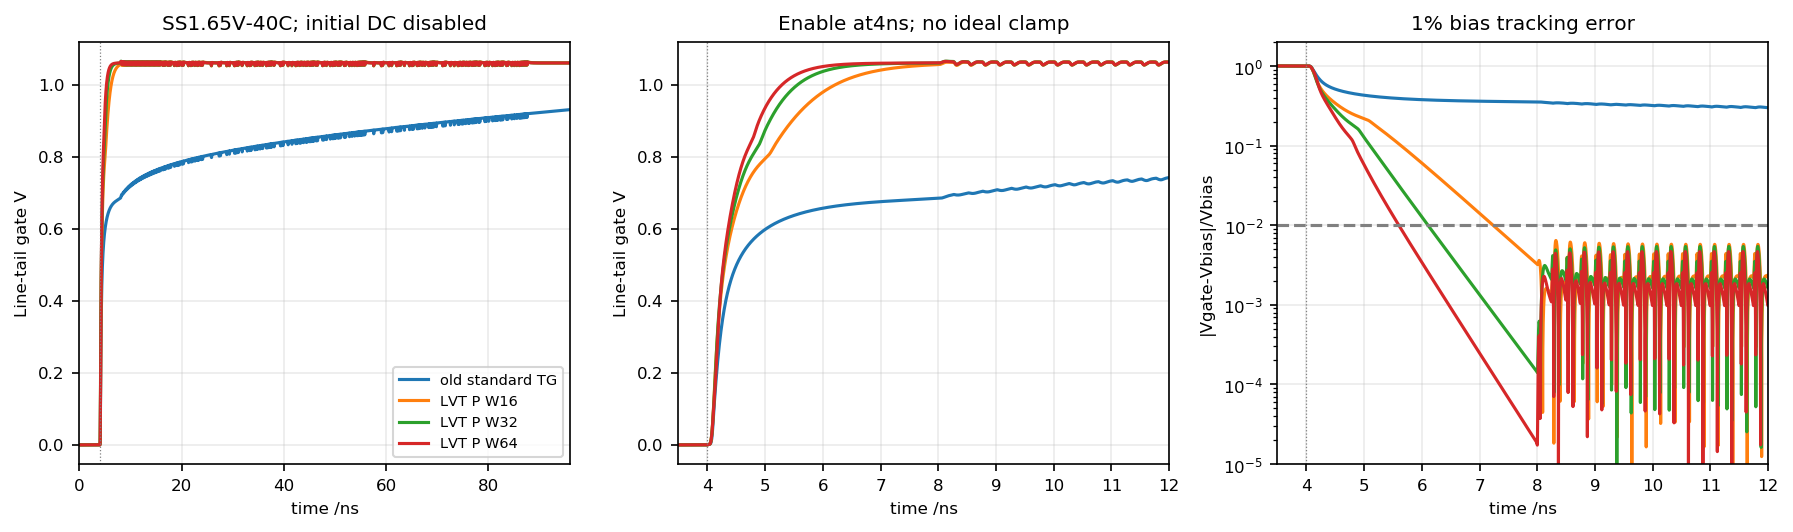 SS1.65V-40C; initial DC disabled
Line-tail gate V
1.0
0.8
0.6
0.4
0.2
0.0
0 20 40 60 80
time /ns
old standard TG
LVT P W16
LVT P W32
LVT P W64
Enable at4ns; no ideal clamp
Line-tail gate V
1.0
0.8
0.6
0.4
0.2
0.0
4 5 6 7 8 9 10 11 12
time /ns
1% bias tracking error
|Vgate-Vbias|/Vbias
10⁰
10⁻¹
10⁻²
10⁻³
10⁻⁴
10⁻⁵
4 5 6 7 8 9 10 11 12
time /ns